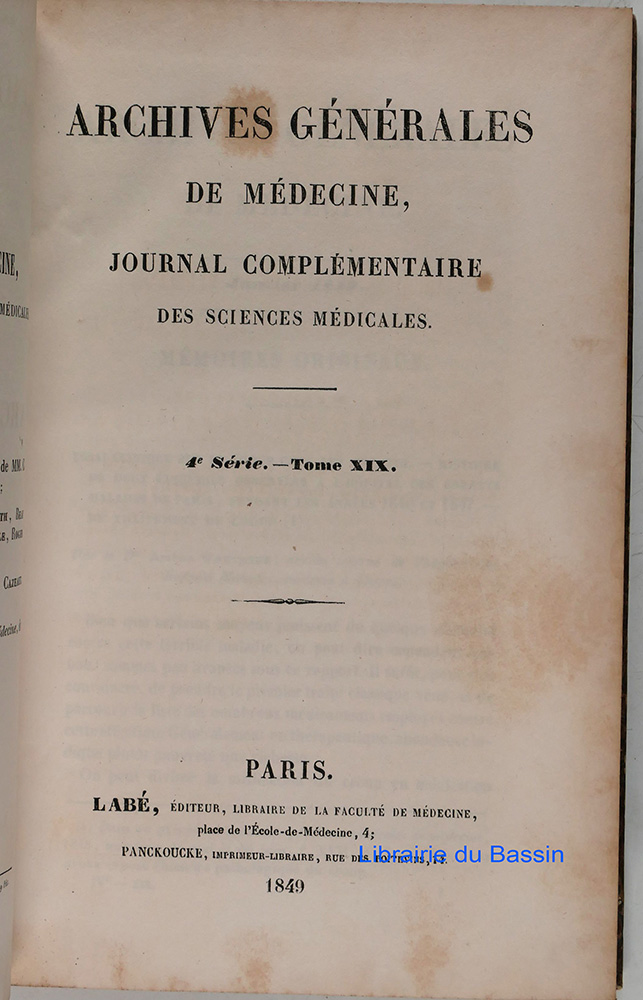 ARCHIVES GÉNÉRALES
DE MÉDECINE,
JOURNAL COMPLÉMENTAIRE
DES SCIENCES MÉDICALES.
4e Série. — Tome XIX.
PARIS.
LABÉ, ÉDITEUR, LIBRAIRE DE LA FACULTÉ DE MÉDECINE,
place de l'École-de-Médecine, 4;
PANCKOUCKE, IMPRIMEUR-LIBRAIRE, RUE DES
Librairie du Bassin
1849